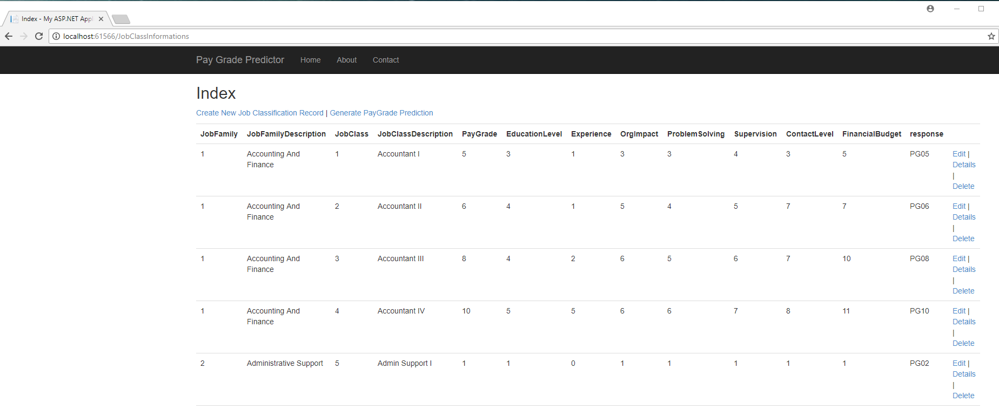 Index - My ASP.NET Appl
localhost:61566/JobClassInformations
Pay Grade Predictor Home About Contact
Index
Create New Job Classification Record | Generate PayGrade Prediction
JobFamily JobFamilyDescription JobClass JobClassDescription PayGrade EducationLevel Experience OrgImpact ProblemSolving Supervision ContactLevel FinancialBudget response
1 Accounting And 1 Accountant I 5 3 1 3 3 4 3 5 PG05 Edit |
Finance Details
|
Delete
1 Accounting And 2 Accountant II 6 4 1 5 4 5 7 7 PG06 Edit |
Finance Details
|
Delete
1 Accounting And 3 Accountant III 8 4 2 6 5 6 7 10 PG08 Edit |
Finance Details
|
Delete
1 Accounting And 4 Accountant IV 10 5 5 6 6 7 8 11 PG10 Edit |
Finance Details
|
Delete
2 Administrative Support 5 Admin Support I 1 1 0 1 1 1 1 1 PG02 Edit |
Details
|
Delete